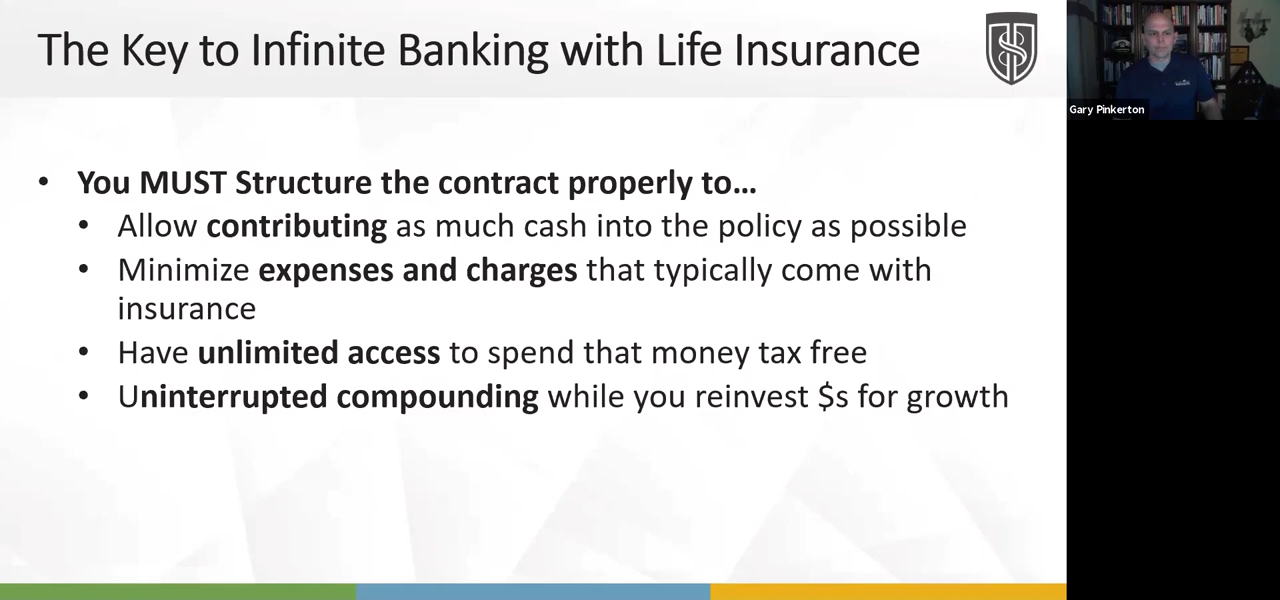 The Key to Infinite Banking with Life Insurance
Gary Pinkerton
• You MUST Structure the contract properly to…
• Allow contributing as much cash into the policy as possible
• Minimize expenses and charges that typically come with
insurance
• Have unlimited access to spend that money tax free
• Uninterrupted compounding while you reinvest $s for growth